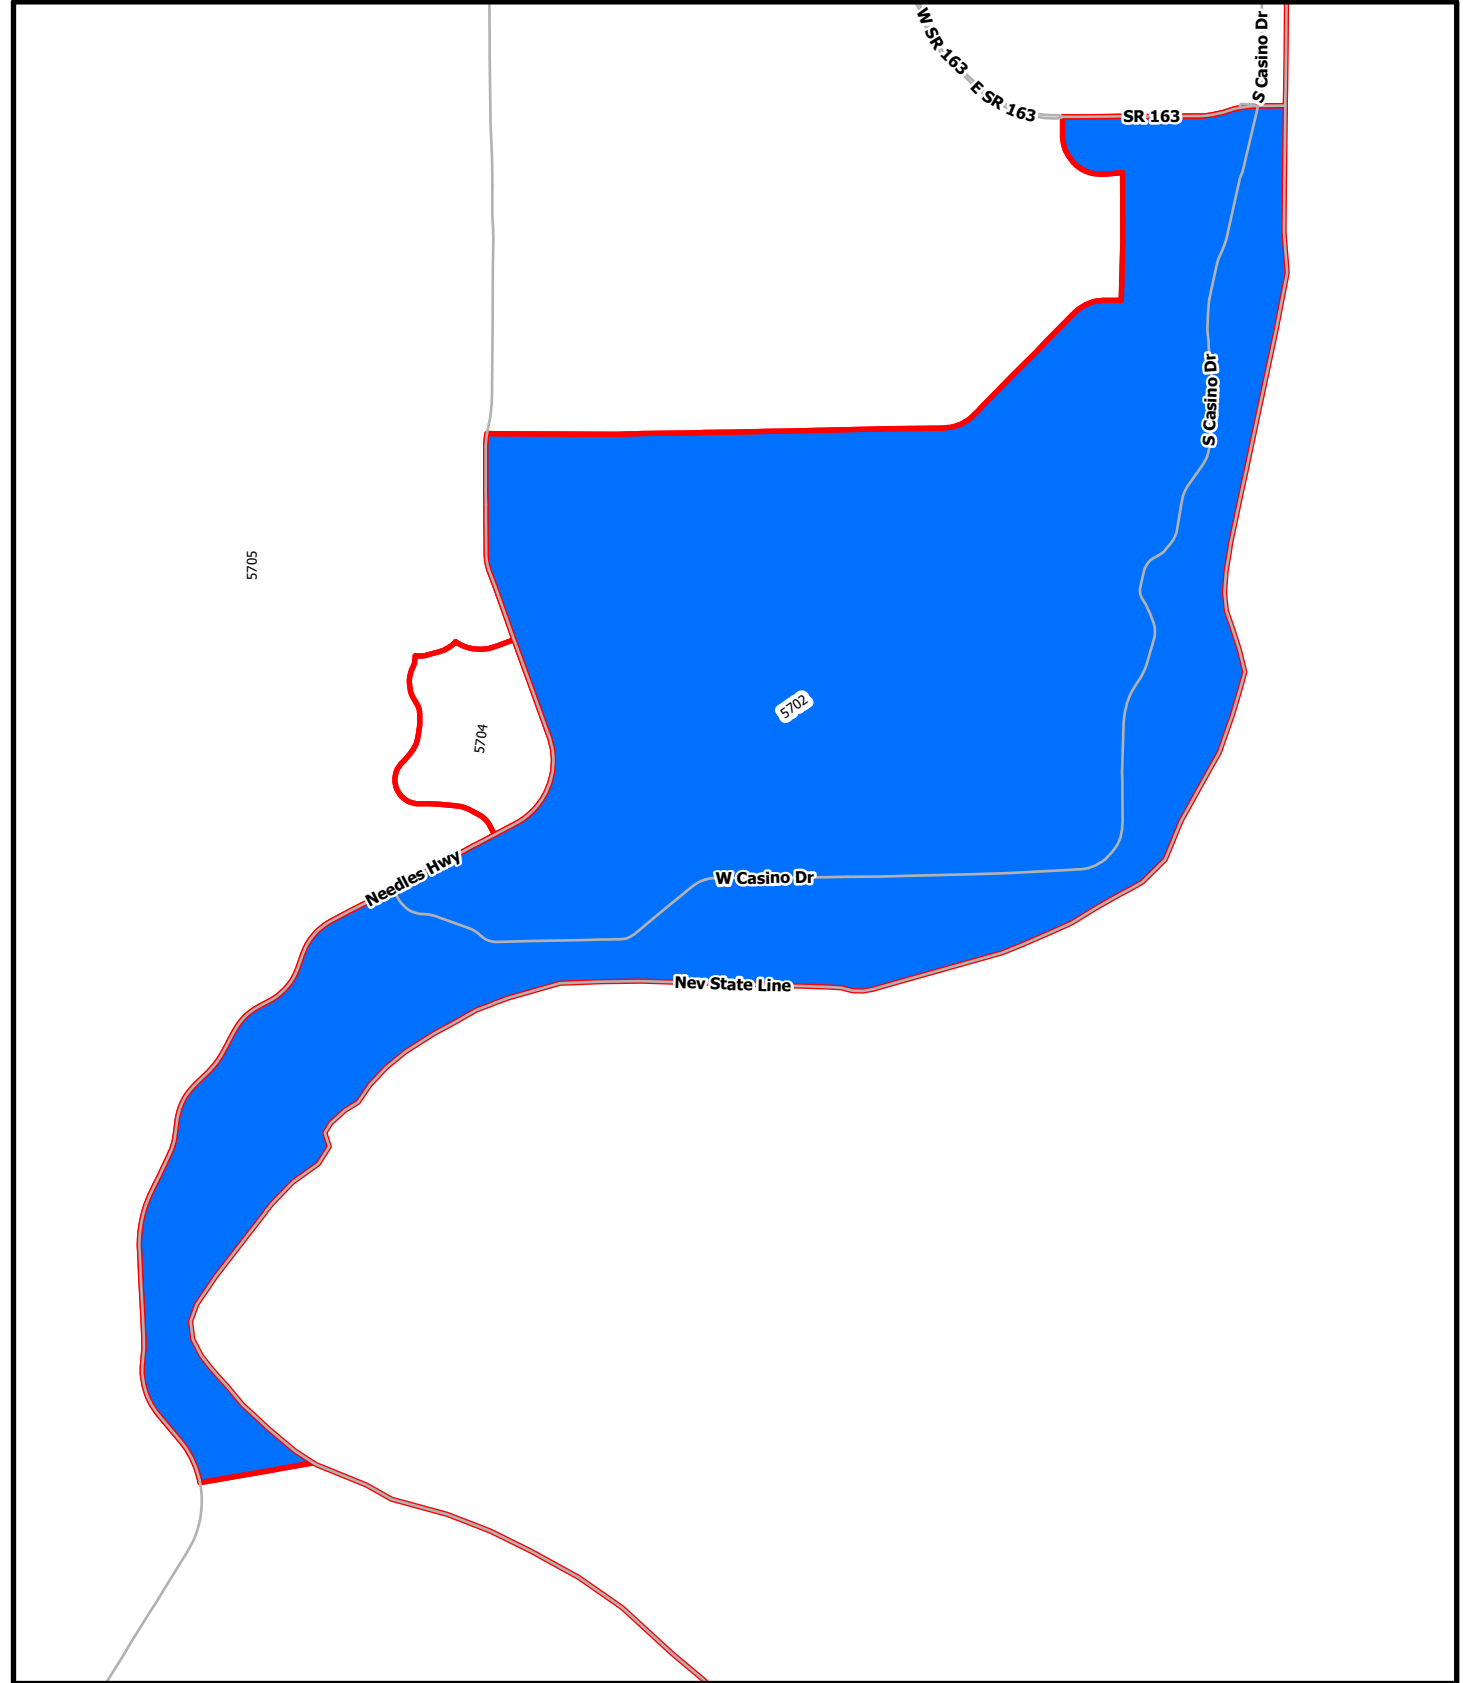 W SR 163
E SR 163
S Casino Dr
SR 163
S Casino Dr
5705
5702
5704
Needles Hwy
W Casino Dr
Nev State Line